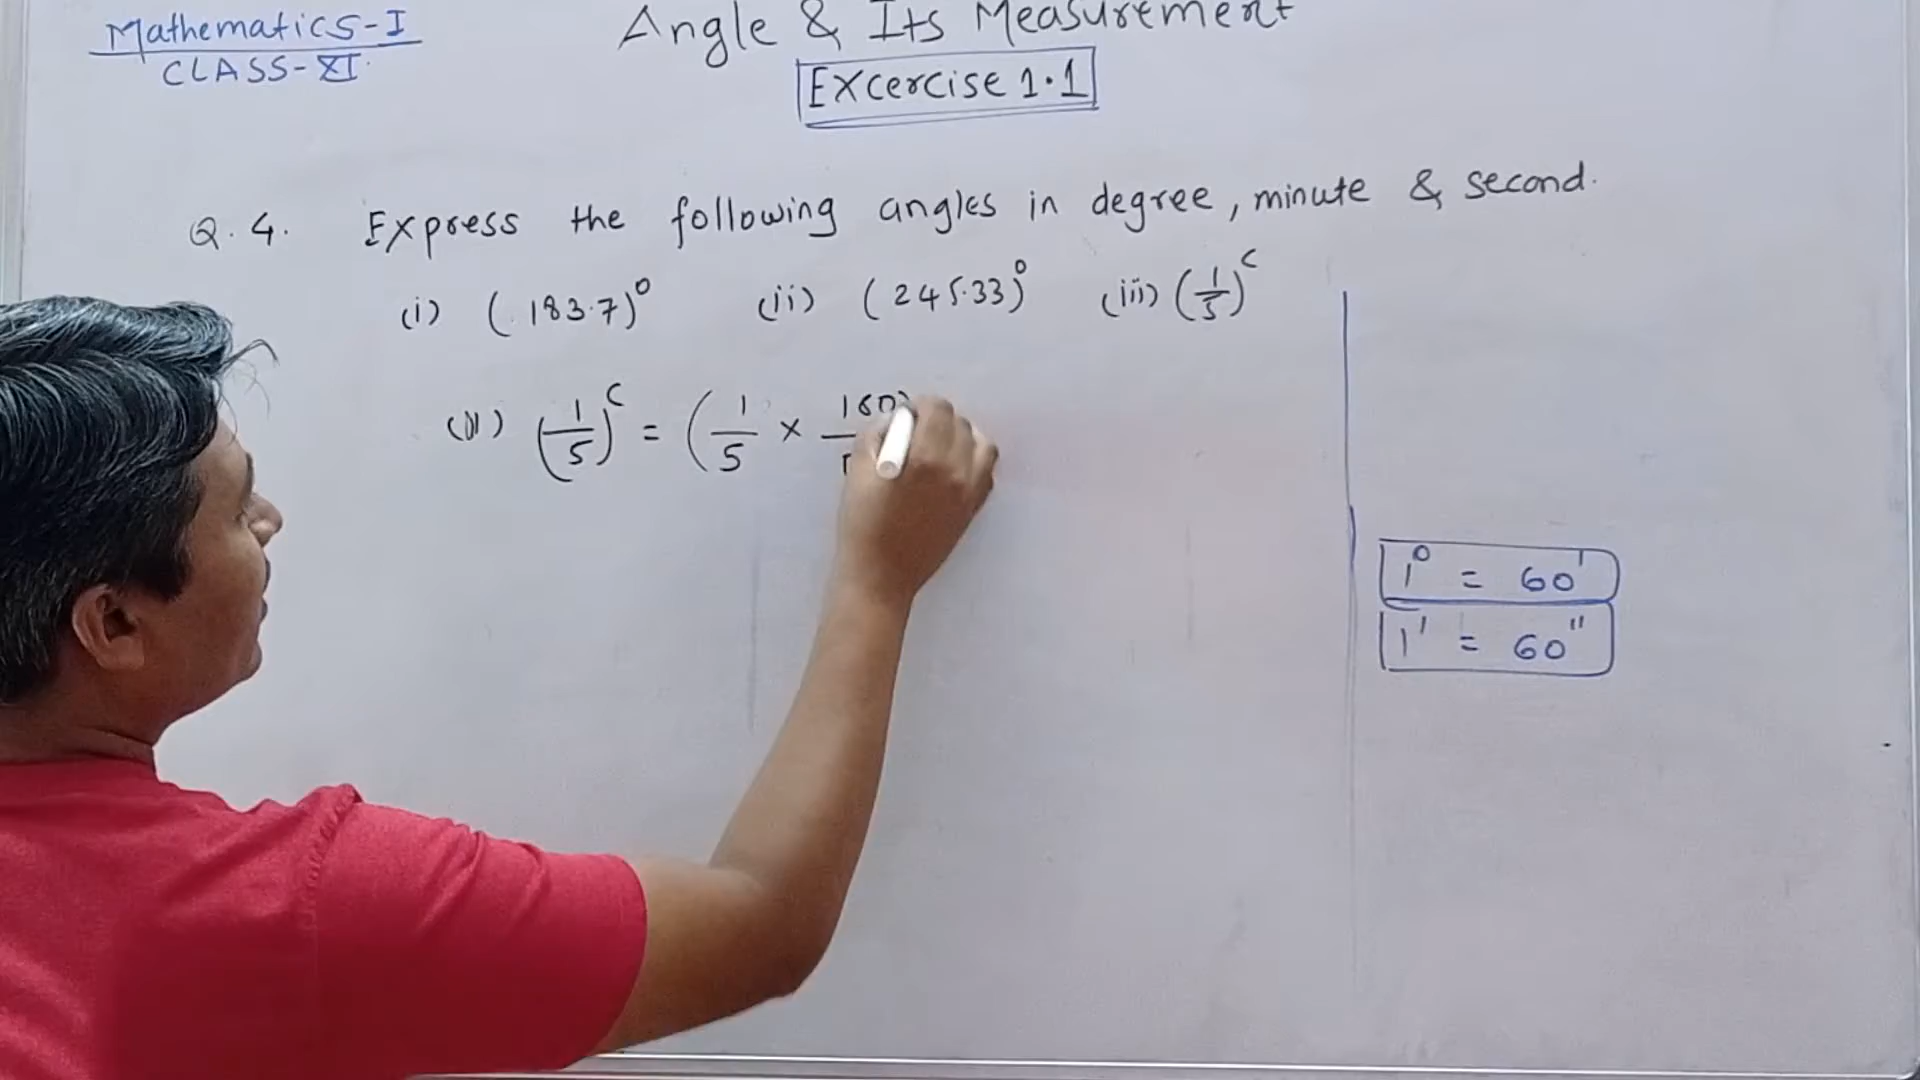 Mathematics-I
CLASS-XI.
Angle & Its Measurement
Excercise 1.1
Q.4. Express the following angles in degree, minute & second.
(i) (183.7)° (ii) (245.33)° (iii) (1/5)ᶜ
(1/5)ᶜ = (1/5 × 180
1° = 60'
1' = 60"